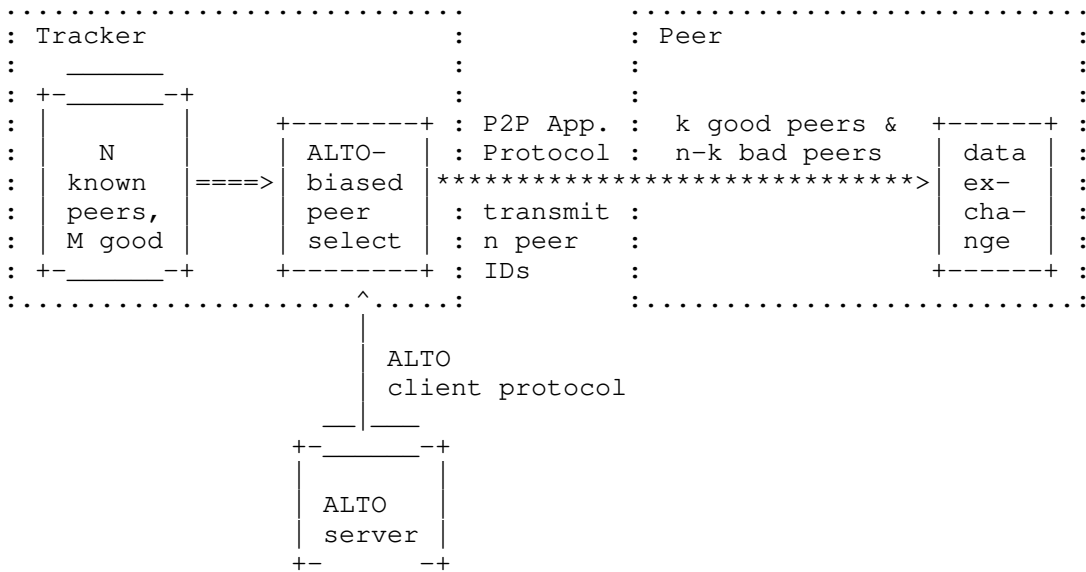 Tracker Peer
P2P App. k good peers &
N ALTO- Protocol n-k bad peers data
known ====> biased ******************************> ex-
peers, peer transmit cha-
M good select n peer nge
IDs
ALTO
client protocol
ALTO
server